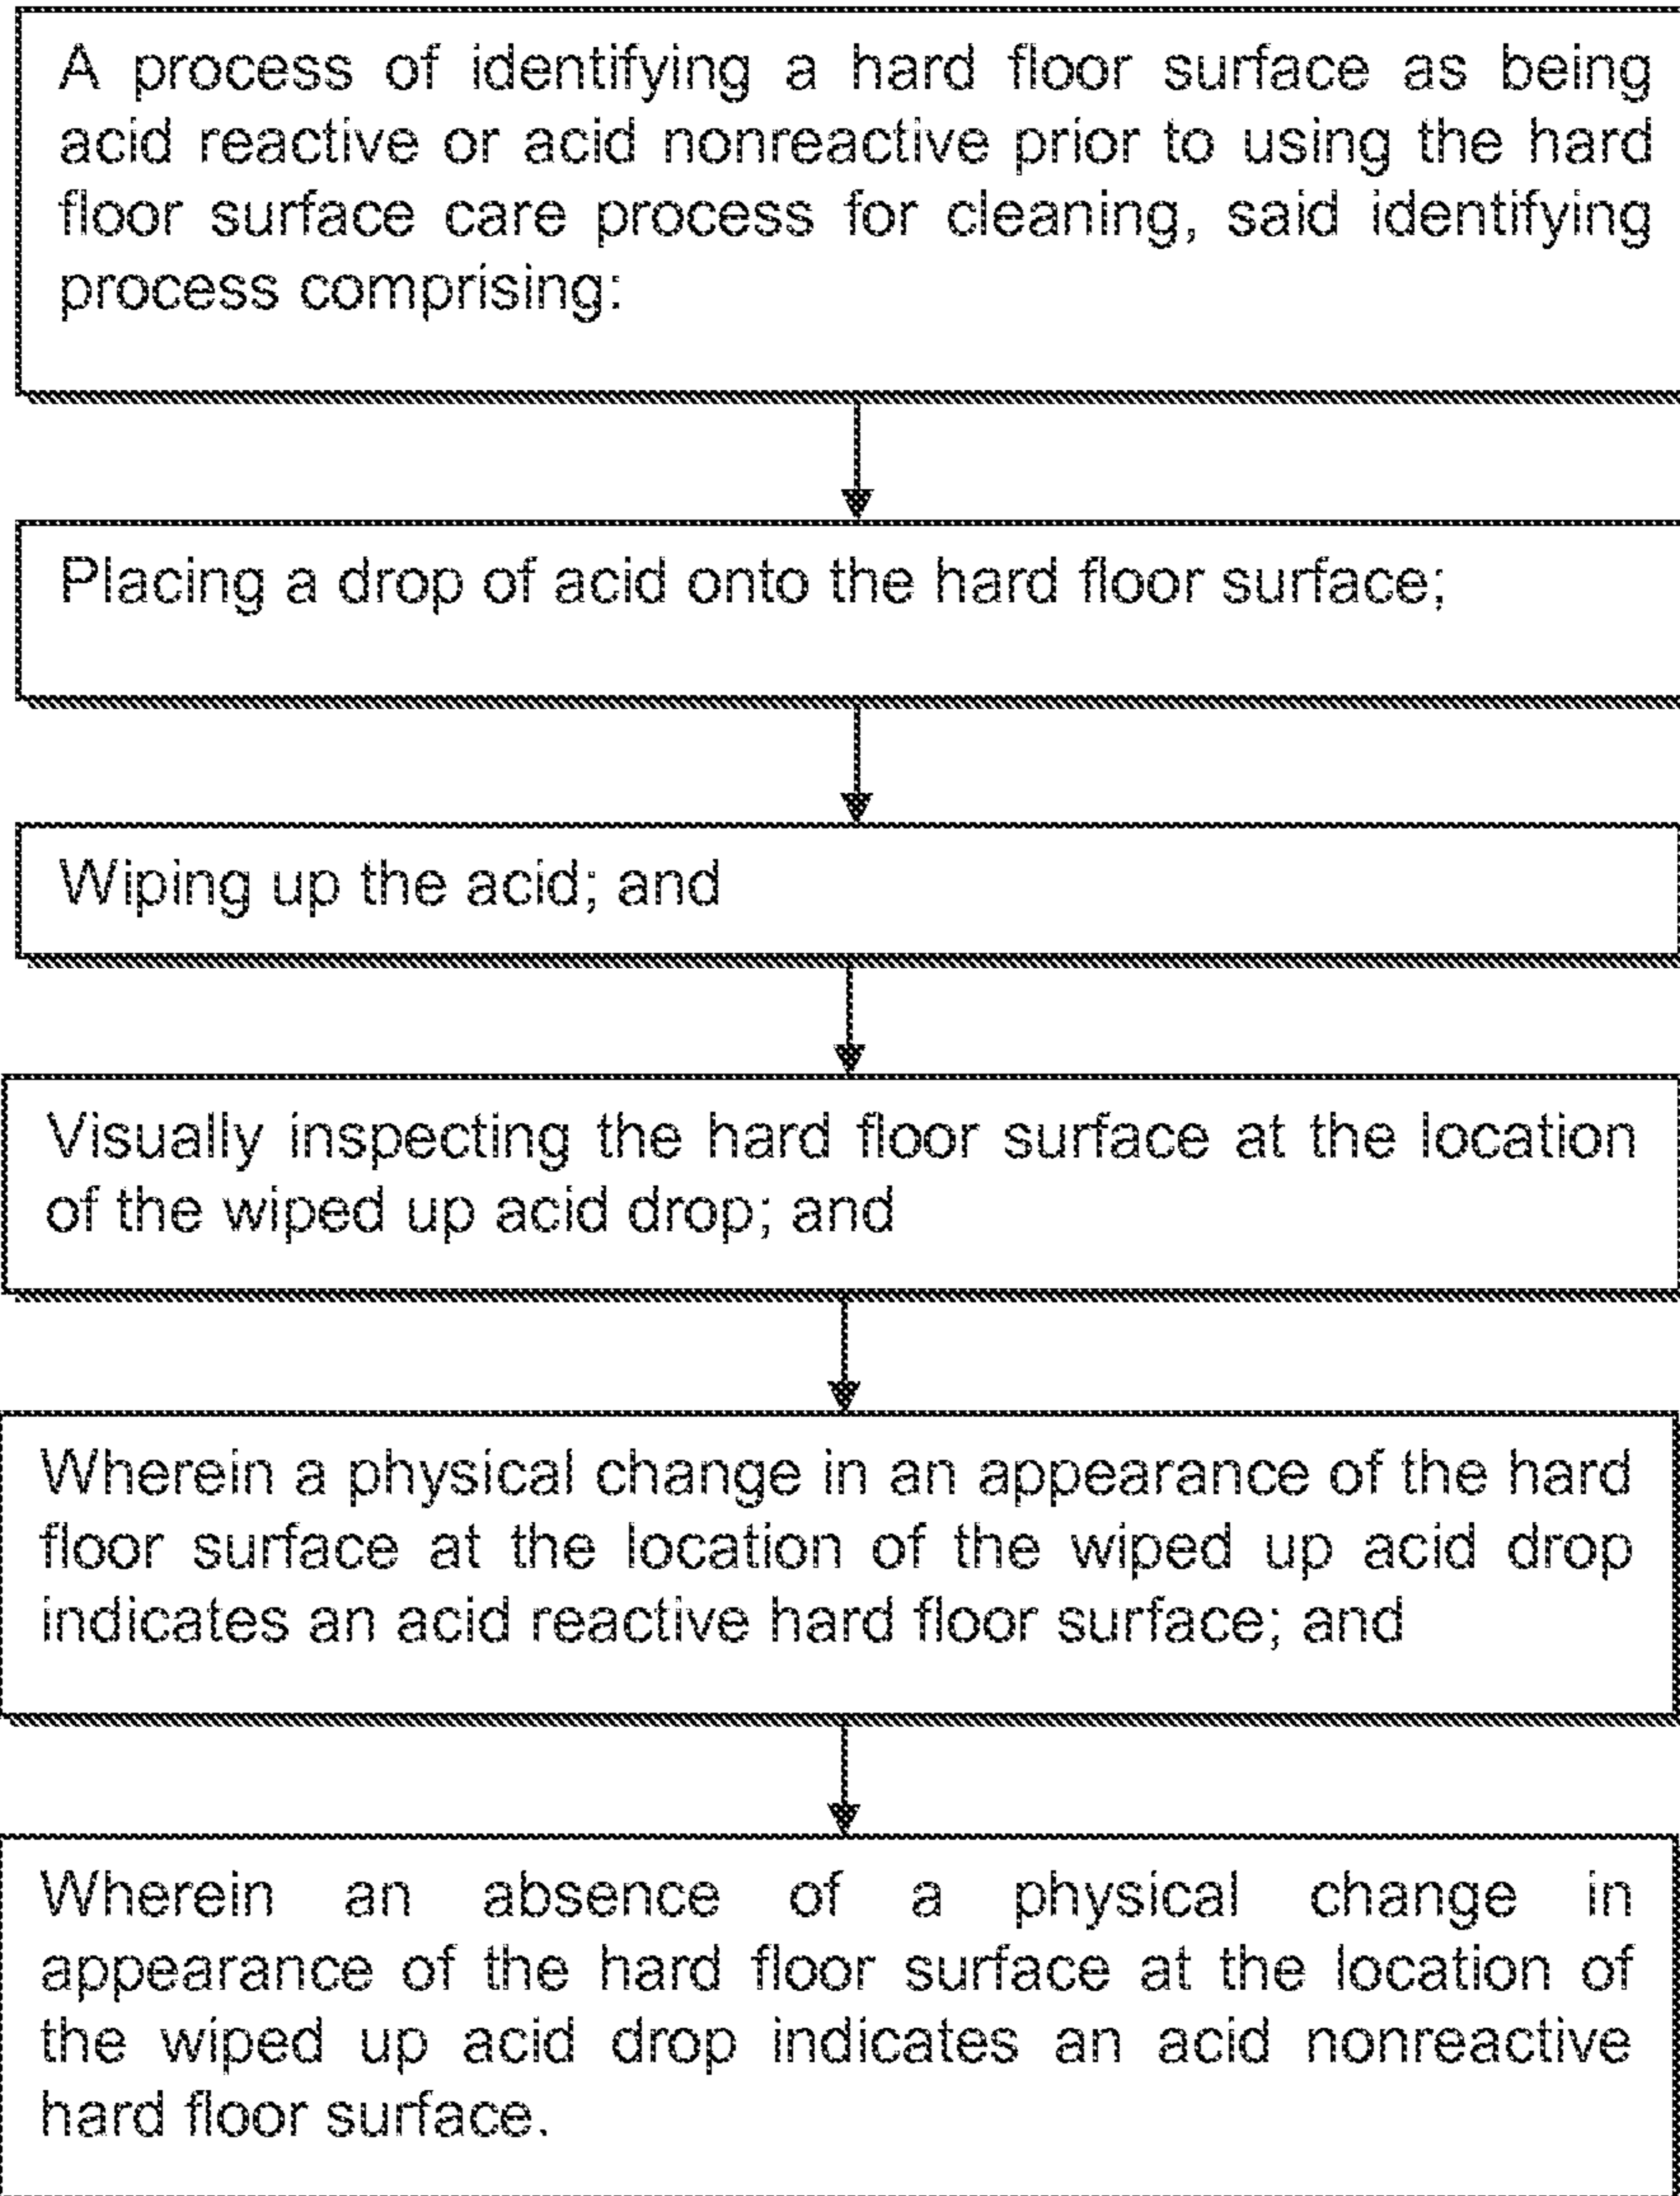 A process of identifying a hard floor surface as being
acid reactive or acid nonreactive prior to using the hard
floor surface care process for cleaning, said identifying
process comprising:
Placing a drop of acid onto the hard floor surface;
Wiping up the acid; and
Visually inspecting the hard floor surface at the location
of the wiped up acid drop; and
Wherein a physical change in an appearance of the hard
floor surface at the location of the wiped up acid drop
indicates an acid reactive hard floor surface; and
Wherein an absence of a physical change in
appearance of the hard floor surface at the location of
the wiped up acid drop indicates an acid nonreactive
hard floor surface.